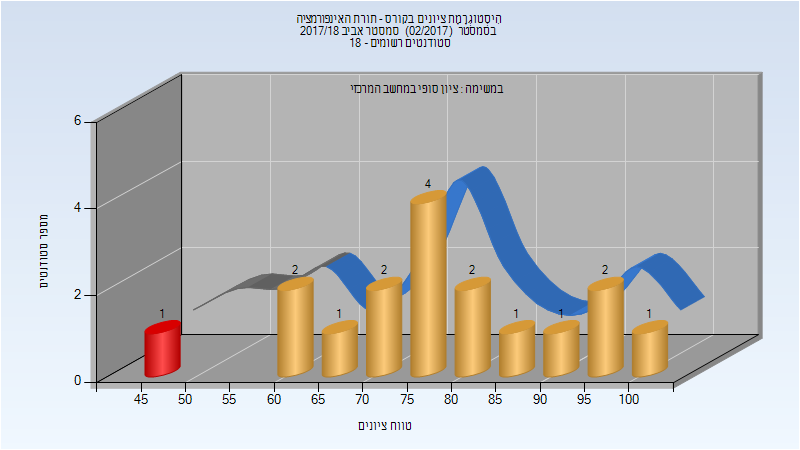 היסטוגרמת ציונים בקורס - תורת האינפורמציה
בסמסטר (02/2017) סמסטר אביב 2017/18
סטודנטים רשומים - 18
במשימה : ציון סופי במחשב המרכזי
מספר סטודנטים
6
4
2
0
1
2
1
2
4
2
1
1
2
1
45 50 55 60 65 70 75 80 85 90 95 100
טווח ציונים